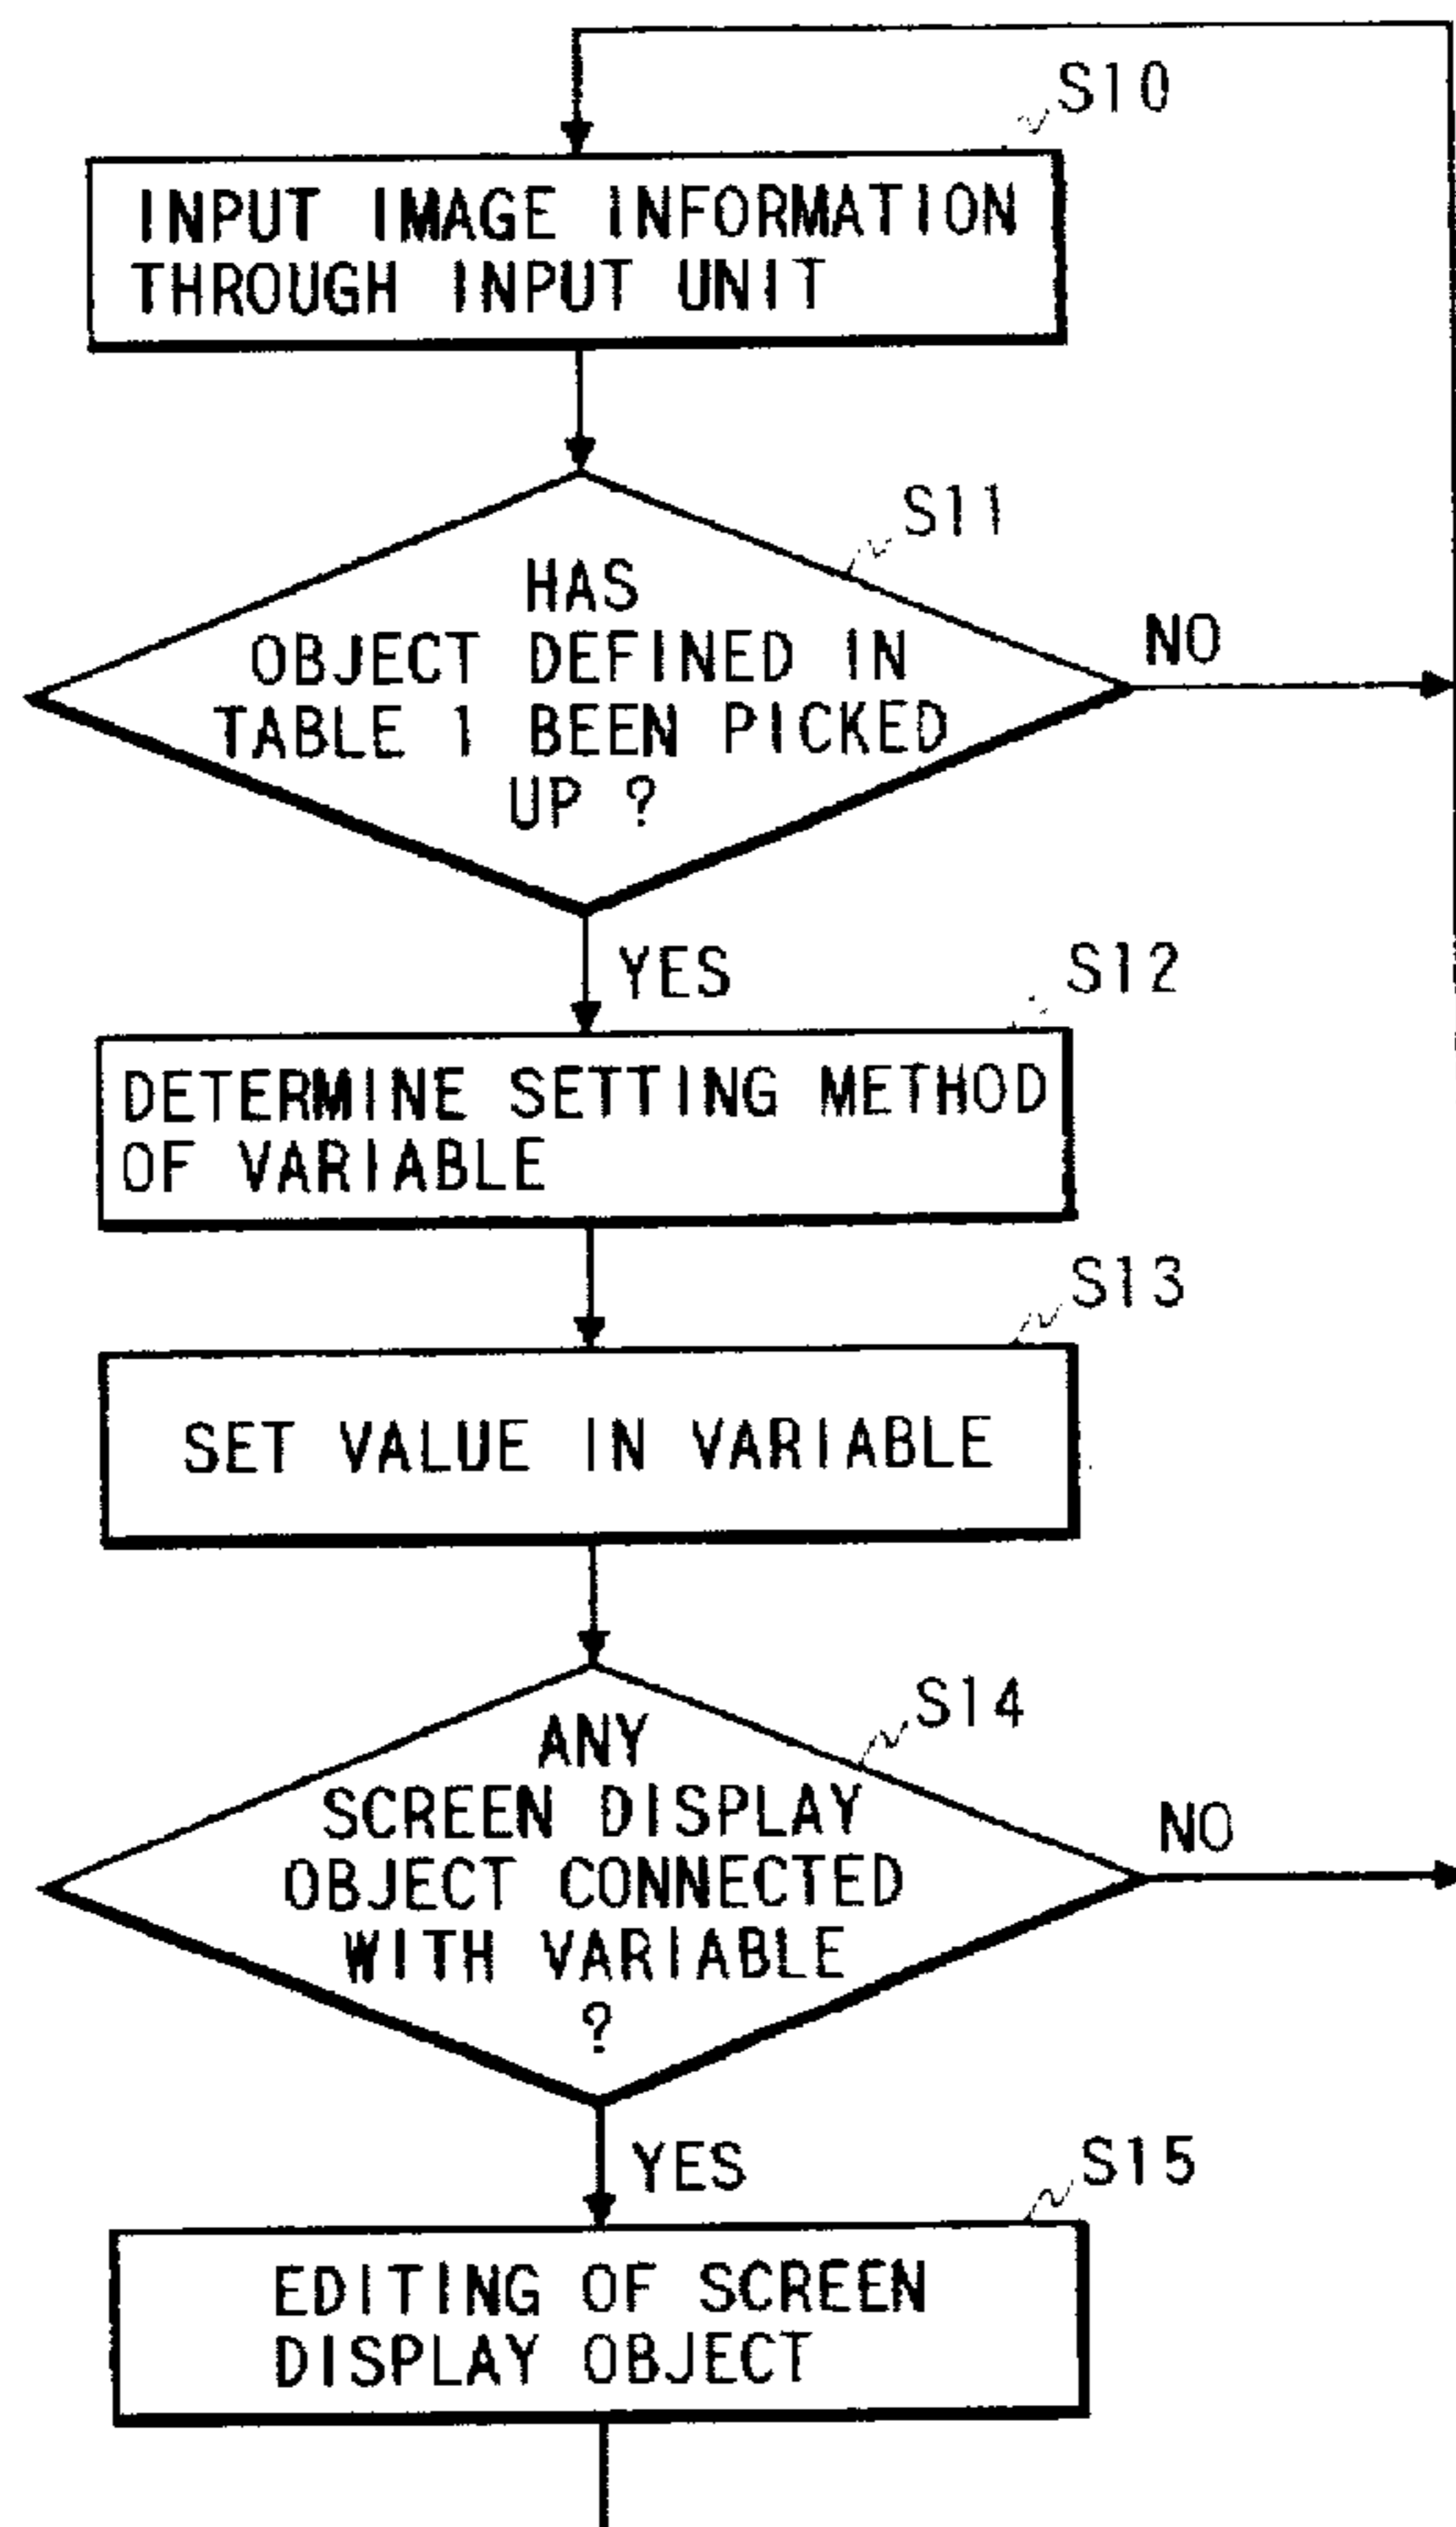 S10
INPUT IMAGE INFORMATION
THROUGH INPUT UNIT
S11
HAS
OBJECT DEFINED IN
TABLE 1 BEEN PICKED
UP ?
NO
YES
S12
DETERMINE SETTING METHOD
OF VARIABLE
S13
SET VALUE IN VARIABLE
S14
ANY
SCREEN DISPLAY
OBJECT CONNECTED
WITH VARIABLE
?
NO
YES
S15
EDITING OF SCREEN
DISPLAY OBJECT